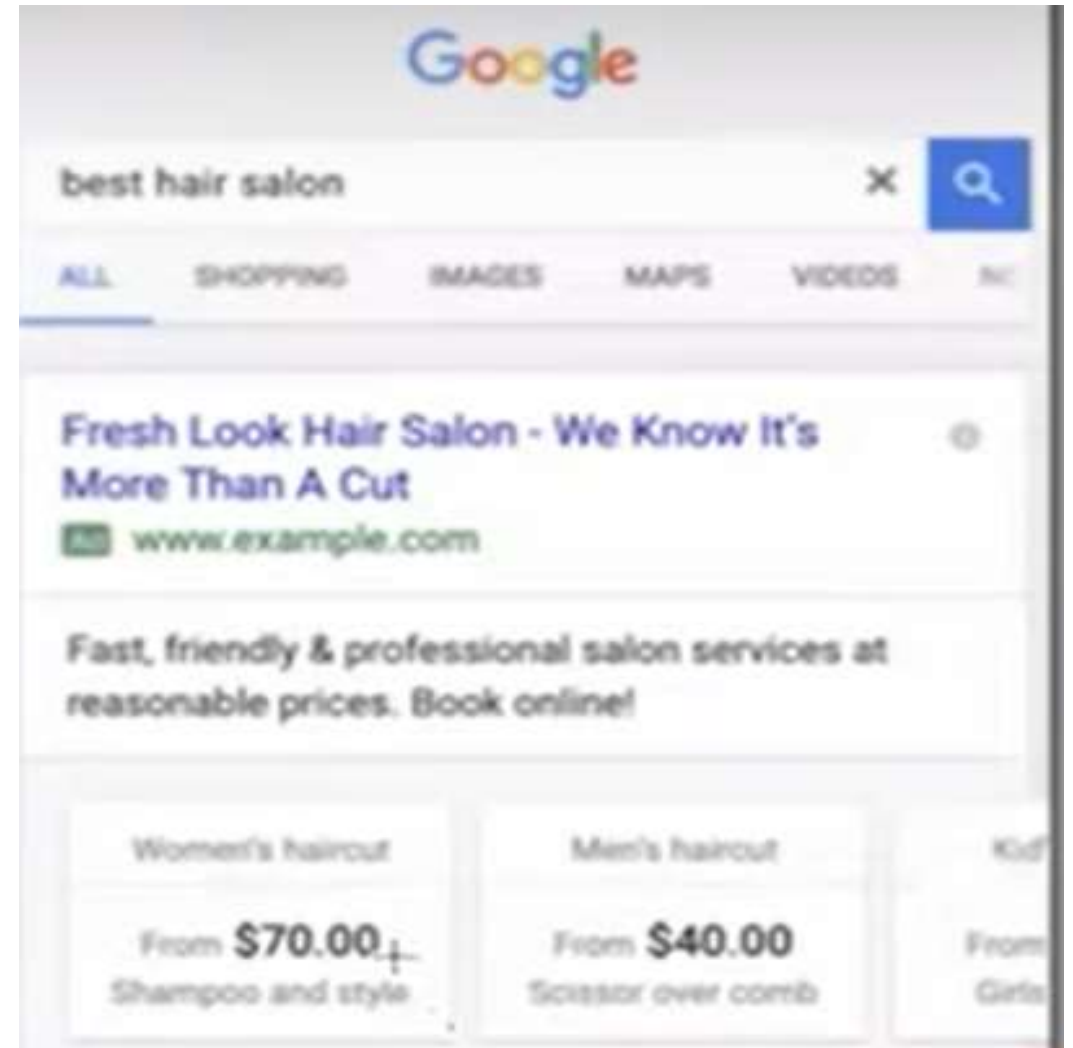 Google
best hair salon
ALL SHOPPING IMAGES MAPS VIDEOS
Fresh Look Hair Salon - We Know It's
More Than A Cut
Ad www.example.com
Fast, friendly & professional salon services at
reasonable prices. Book online!
Women's haircut Men's haircut Kid'
From $70.00 From $40.00 From
Shampoo and style Scissor over comb Girls